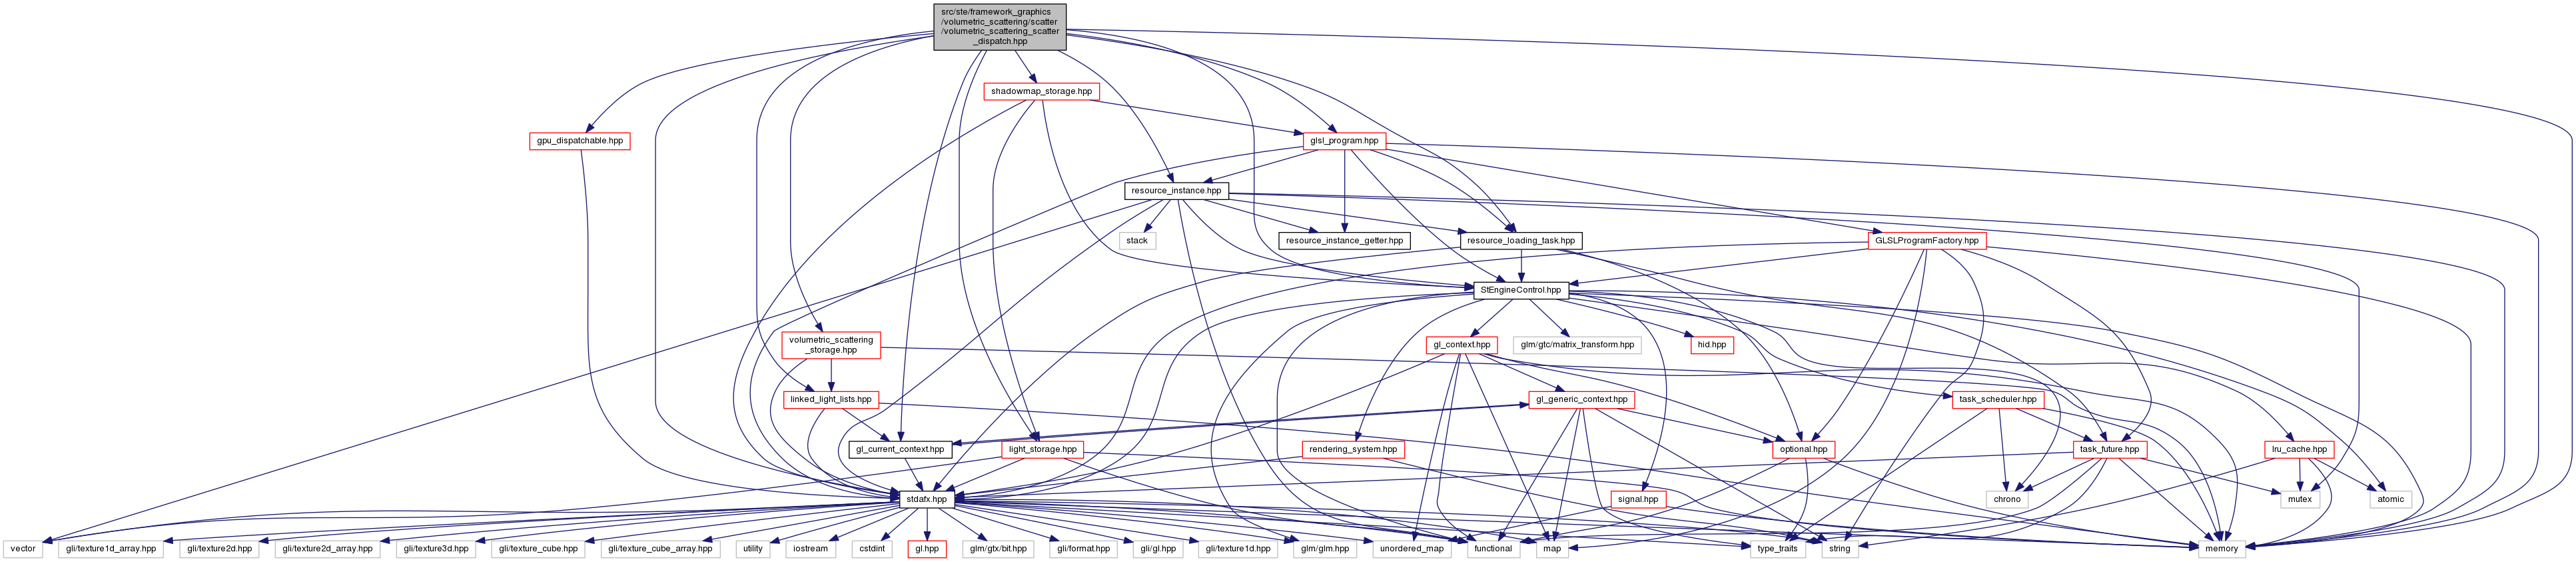 src/ste/framework_graphics
/volumetric_scattering/scatter
/volumetric_scattering_scatter
_dispatch.hpp
shadowmap_storage.hpp
gpu_dispatchable.hpp
glsl_program.hpp
resource_instance.hpp
stack
resource_instance_getter.hpp
resource_loading_task.hpp
GLSLProgramFactory.hpp
StEngineControl.hpp
volumetric_scattering
_storage.hpp
gl_context.hpp
glm/gtc/matrix_transform.hpp
hid.hpp
linked_light_lists.hpp
gl_generic_context.hpp
task_scheduler.hpp
gl_current_context.hpp
light_storage.hpp
rendering_system.hpp
optional.hpp
task_future.hpp
lru_cache.hpp
stdafx.hpp
signal.hpp
chrono
mutex
atomic
vector
gli/texture1d_array.hpp
gli/texture2d.hpp
gli/texture2d_array.hpp
gli/texture3d.hpp
gli/texture_cube.hpp
gli/texture_cube_array.hpp
utility
iostream
cstdint
gl.hpp
glm/gtx/bit.hpp
gli/format.hpp
gli/gl.hpp
gli/texture1d.hpp
glm/glm.hpp
unordered_map
functional
map
type_traits
string
memory